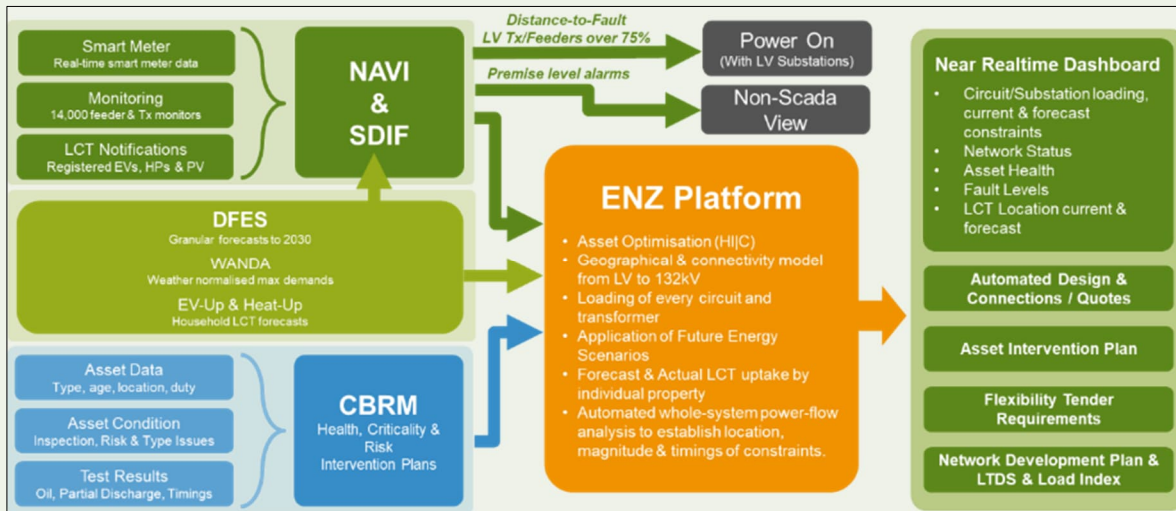 Smart Meter
Real-time smart meter data
Monitoring
14,000 feeder & Tx monitors
LCT Notifications
Registered EVs, HPs & PV
NAVI
&
SDIF
Distance-to-Fault
LV Tx/Feeders over 75%
Premise level alarms
Power On
(With LV Substations)
Non-Scada
View
DFES
Granular forecasts to 2030
WANDA
Weather normalised max demands
EV-Up & Heat-Up
Household LCT forecasts
Asset Data
Type, age, location, duty
Asset Condition
Inspection, Risk & Type Issues
Test Results
Oil, Partial Discharge, Timings
CBRM
Health, Criticality &
Risk
Intervention Plans
ENZ Platform
• Asset Optimisation (HI|C)
• Geographical & connectivity model
from LV to 132kV
• Loading of every circuit and
transformer
• Application of Future Energy
Scenarios
• Forecast & Actual LCT uptake by
individual property
• Automated whole-system power-flow
analysis to establish location,
magnitude & timings of constraints.
Near Realtime Dashboard
• Circuit/Substation loading,
current & forecast
constraints
• Network Status
• Asset Health
• Fault Levels
• LCT Location current &
forecast
Automated Design &
Connections / Quotes
Asset Intervention Plan
Flexibility Tender
Requirements
Network Development Plan &
LTDS & Load Index